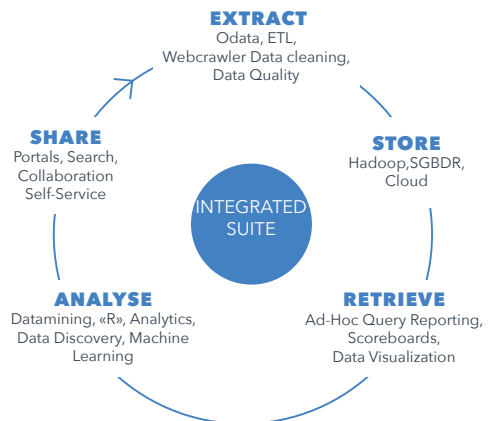 EXTRACT
Odata, ETL,
Webcrawler Data cleaning,
Data Quality
SHARE
Portals, Search,
Collaboration
Self-Service
STORE
Hadoop,SGBDR,
Cloud
INTEGRATED
SUITE
ANALYSE
Datamining, «R», Analytics,
Data Discovery, Machine
Learning
RETRIEVE
Ad-Hoc Query Reporting,
Scoreboards,
Data Visualization